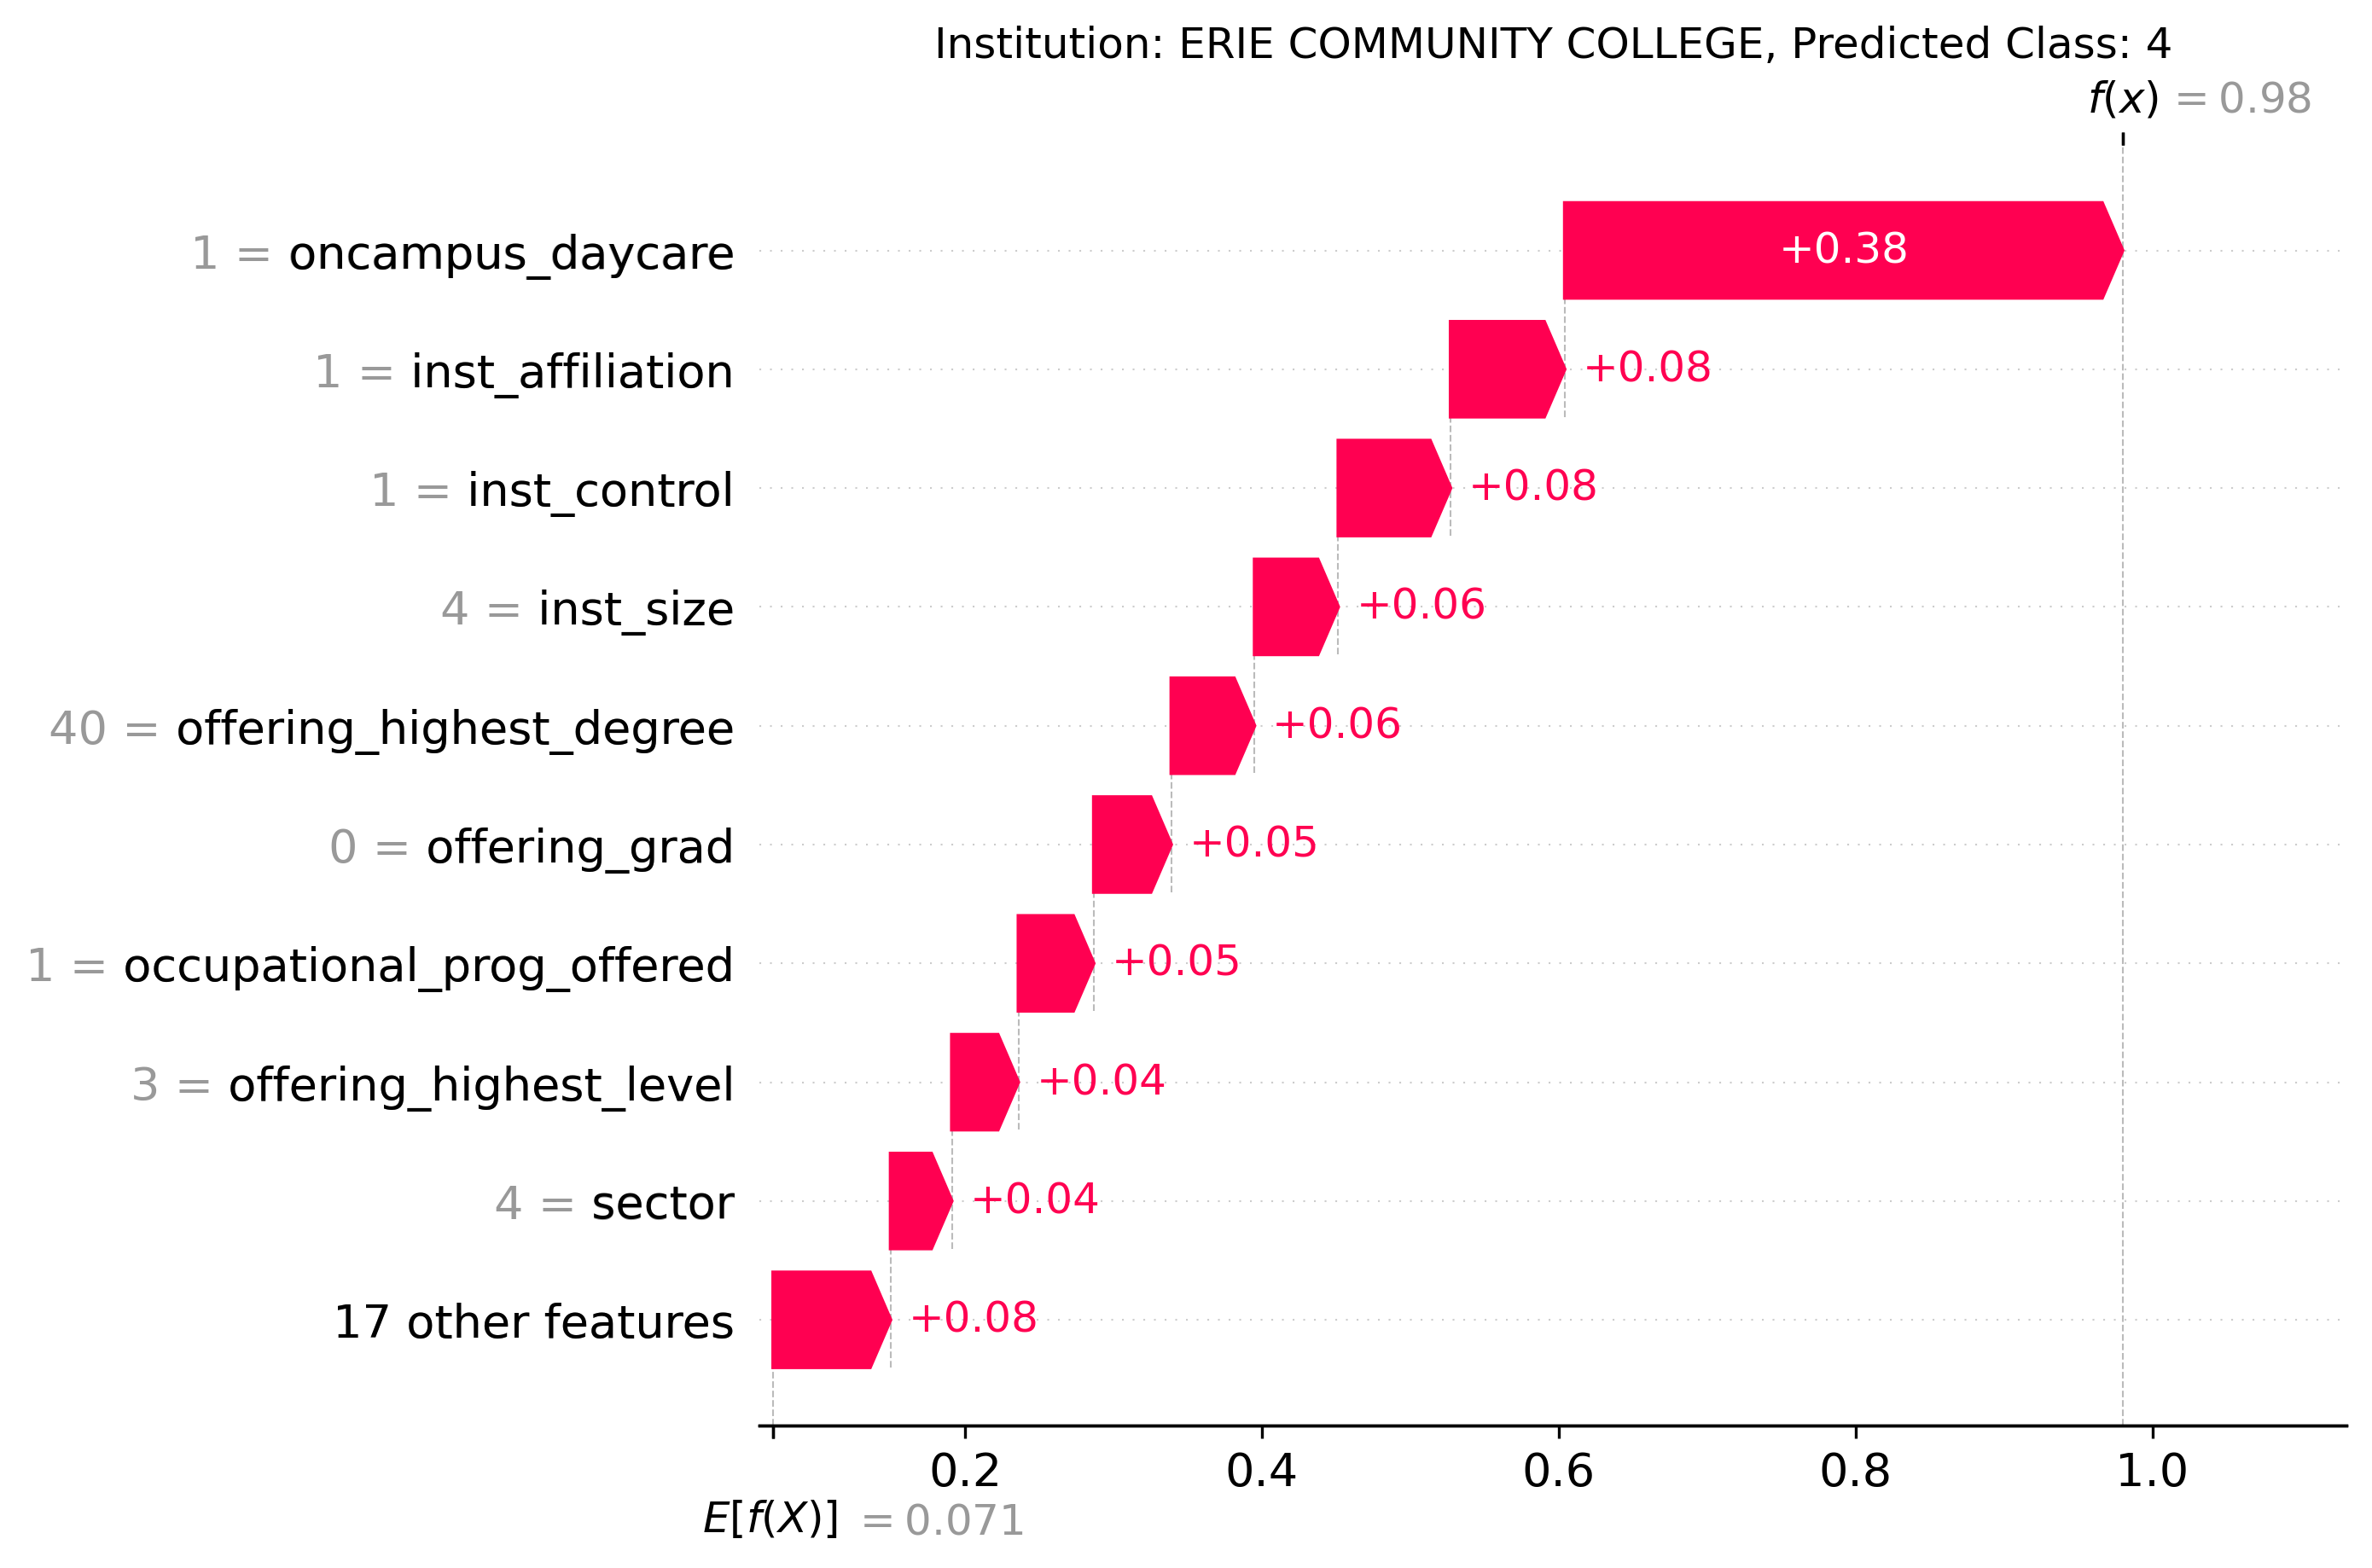 Institution: ERIE COMMUNITY COLLEGE, Predicted Class: 4
f(x) = 0.98
1 = oncampus_daycare +0.38
1 = inst_affiliation +0.08
1 = inst_control +0.08
4 = inst_size +0.06
40 = offering_highest_degree +0.06
0 = offering_grad +0.05
1 = occupational_prog_offered +0.05
3 = offering_highest_level +0.04
4 = sector +0.04
17 other features +0.08
0.2 0.4 0.6 0.8 1.0
E[f(X)] = 0.071